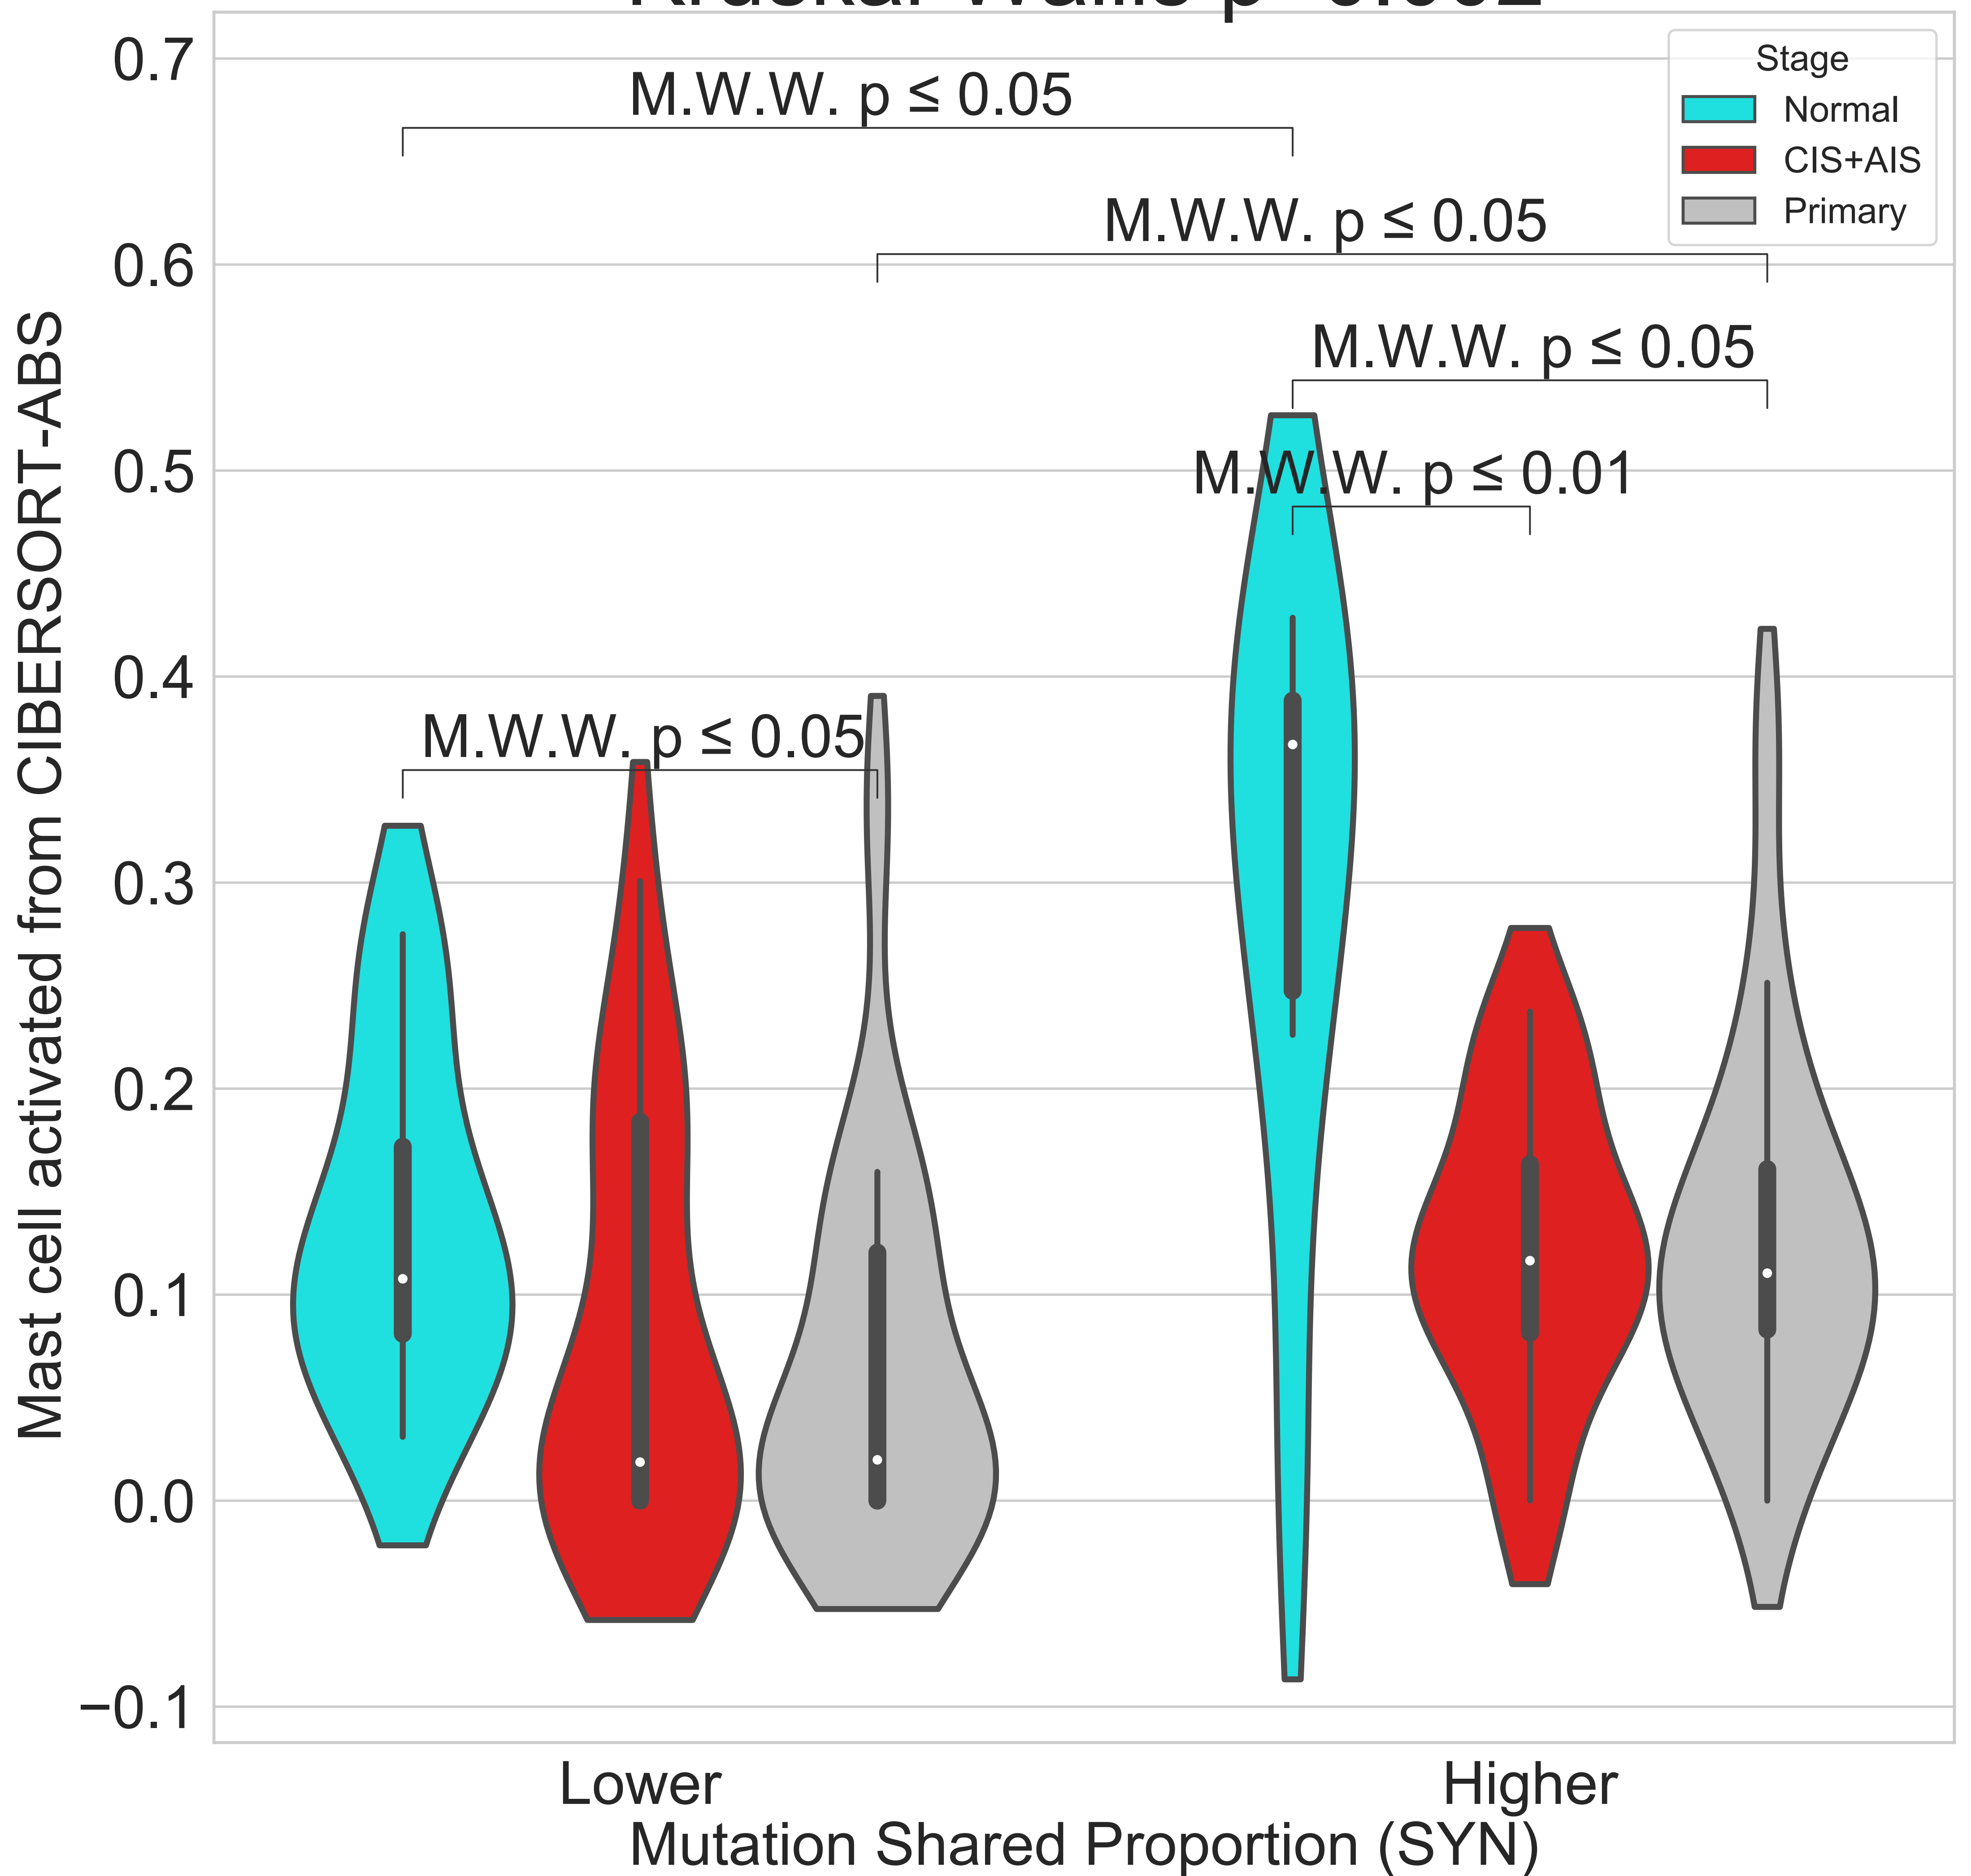 0.7
0.6
0.5
0.4
0.3
0.2
0.1
0.0
−0.1
Mast cell activated from CIBERSORT-ABS
M.W.W. p ≤ 0.05
M.W.W. p ≤ 0.05
M.W.W. p ≤ 0.05
M.W.W. p ≤ 0.01
M.W.W. p ≤ 0.05
Stage
Normal
CIS+AIS
Primary
Lower
Higher
Mutation Shared Proportion (SYN)